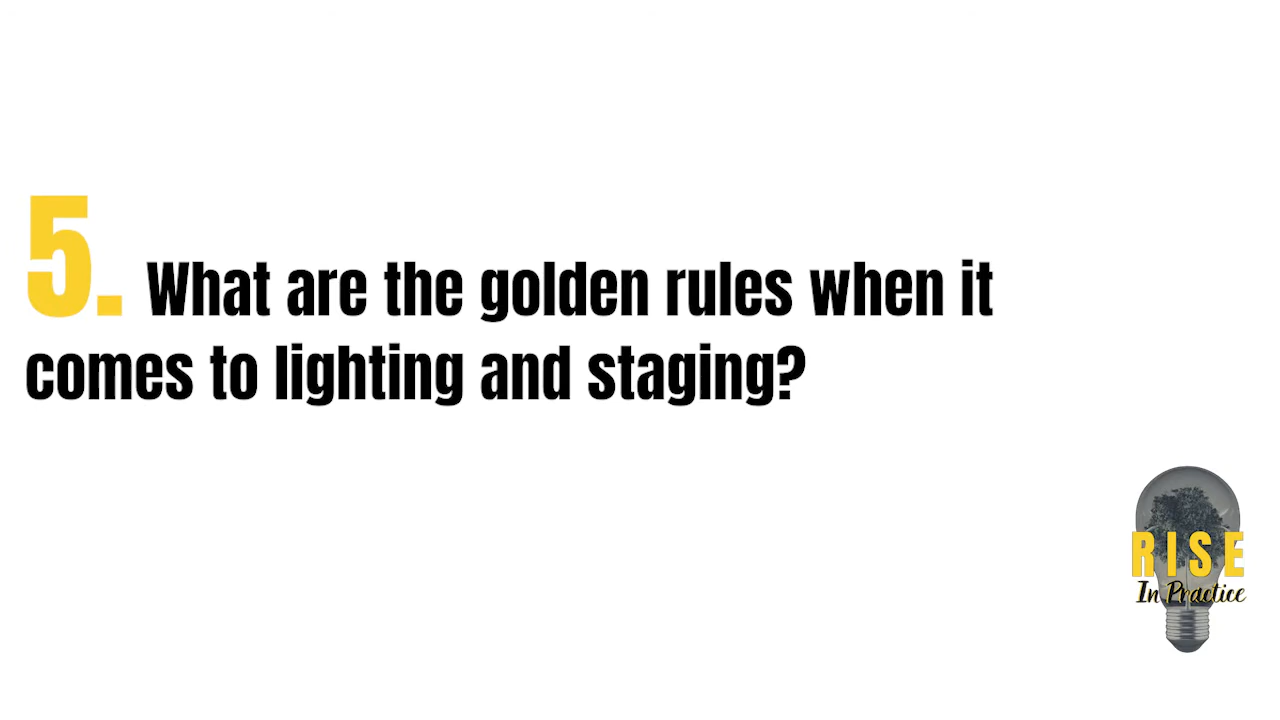 5. What are the golden rules when it
comes to lighting and staging?
RISE
In Practice